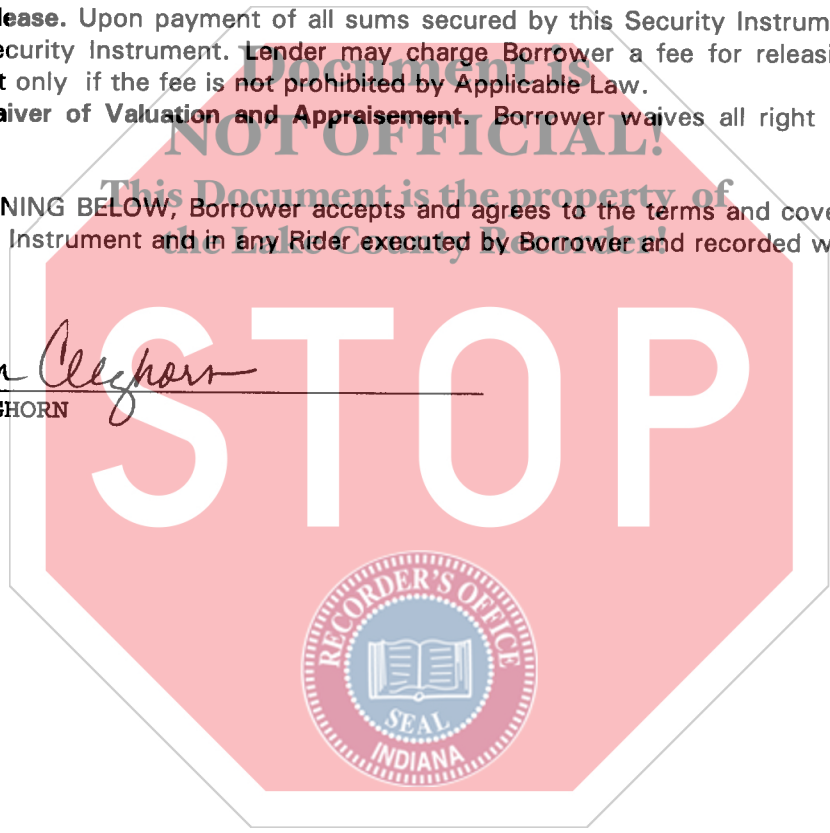 lease. Upon payment of all sums secured by this Security Instrum
ecurity Instrument. Lender may charge Borrower a fee for releasi
t only if the fee is not prohibited by Applicable Law.
aiver of Valuation and Appraisement. Borrower waives all right
Document is
NOT OFFICIAL!
This Document is the property of
the Lake County Recorder!
NING BELOW, Borrower accepts and agrees to the terms and cove
Instrument and in any Rider executed by Borrower and recorded w
n Cleghorn
GHORN
STOP
RECORDER'S OFFICE
SEAL
INDIANA